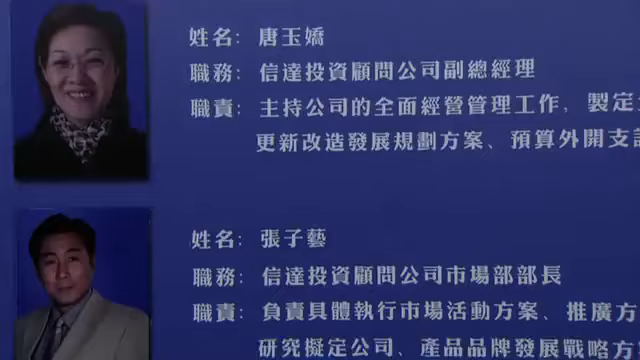 姓名：唐玉嬌
職務：信達投資顧問公司副總經理
職責：主持公司的全面經營管理工作，製定
更新改造發展規劃方案、預算外開支
姓名：張子藝
職務：信達投資顧問公司市場部部長
職責：負責具體執行市場活動方案、推廣方
研究擬定公司、產品品牌發展戰略方